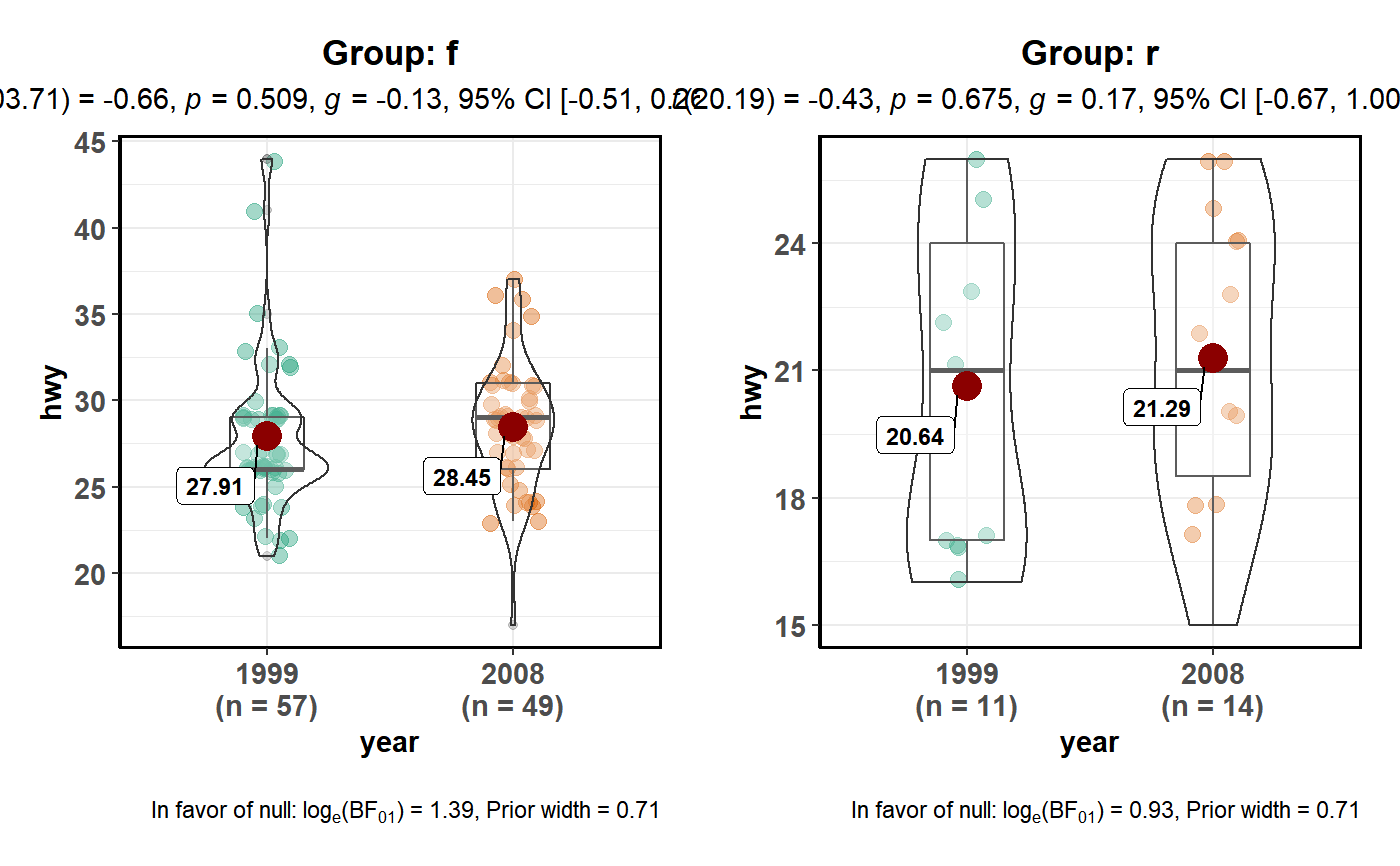 Group: f
03.71) = -0.66, p = 0.509, g = -0.13, 95% CI [-0.51,
hwy
45
40
35
30
25
20
27.91
28.45
1999
(n = 57)
2008
(n = 49)
year
In favor of null: logₑ(BF₀₁) = 1.39, Prior width = 0.71
Group: r
(20.19) = -0.43, p = 0.675, g = 0.17, 95% CI [-0.67, 1.00
hwy
24
21
18
15
20.64
21.29
1999
(n = 11)
2008
(n = 14)
year
In favor of null: logₑ(BF₀₁) = 0.93, Prior width = 0.71